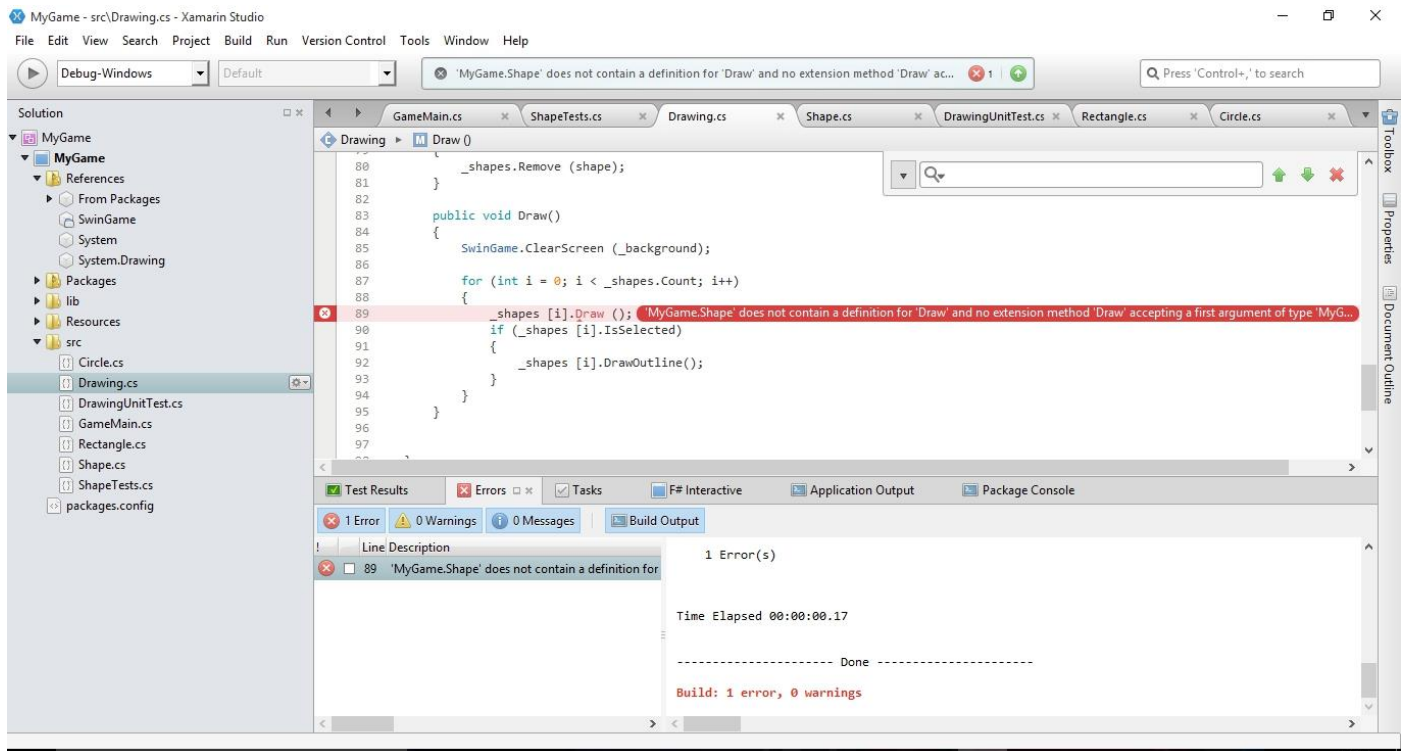 MyGame - src\Drawing.cs - Xamarin Studio
File Edit View Search Project Build Run Version Control Tools Window Help
Debug-Windows Default 'MyGame.Shape' does not contain a definition for 'Draw' and no extension method 'Draw' ac... 1 Press 'Control+,' to search
Solution
MyGame
MyGame
References
From Packages
SwinGame
System
System.Drawing
Packages
lib
Resources
src
Circle.cs
Drawing.cs
DrawingUnitTest.cs
GameMain.cs
Rectangle.cs
Shape.cs
ShapeTests.cs
packages.config
GameMain.cs ShapeTests.cs Drawing.cs Shape.cs DrawingUnitTest.cs Rectangle.cs Circle.cs
Drawing Draw ()
80 _shapes.Remove (shape);
81 }
82
83 public void Draw()
84 {
85 SwinGame.ClearScreen (_background);
86
87 for (int i = 0; i < _shapes.Count; i++)
88 {
89 _shapes [i].Draw (); 'MyGame.Shape' does not contain a definition for 'Draw' and no extension method 'Draw' accepting a first argument of type 'MyG...
90 if (_shapes [i].IsSelected)
91 {
92 _shapes [i].DrawOutline();
93 }
94 }
95 }
96
97
Toolbox
Properties
Document Outline
Test Results Errors Tasks F# Interactive Application Output Package Console
1 Error 0 Warnings 0 Messages Build Output
! Line Description
89 'MyGame.Shape' does not contain a definition for
1 Error(s)
Time Elapsed 00:00:00.17
---------------------- Done ----------------------
Build: 1 error, 0 warnings